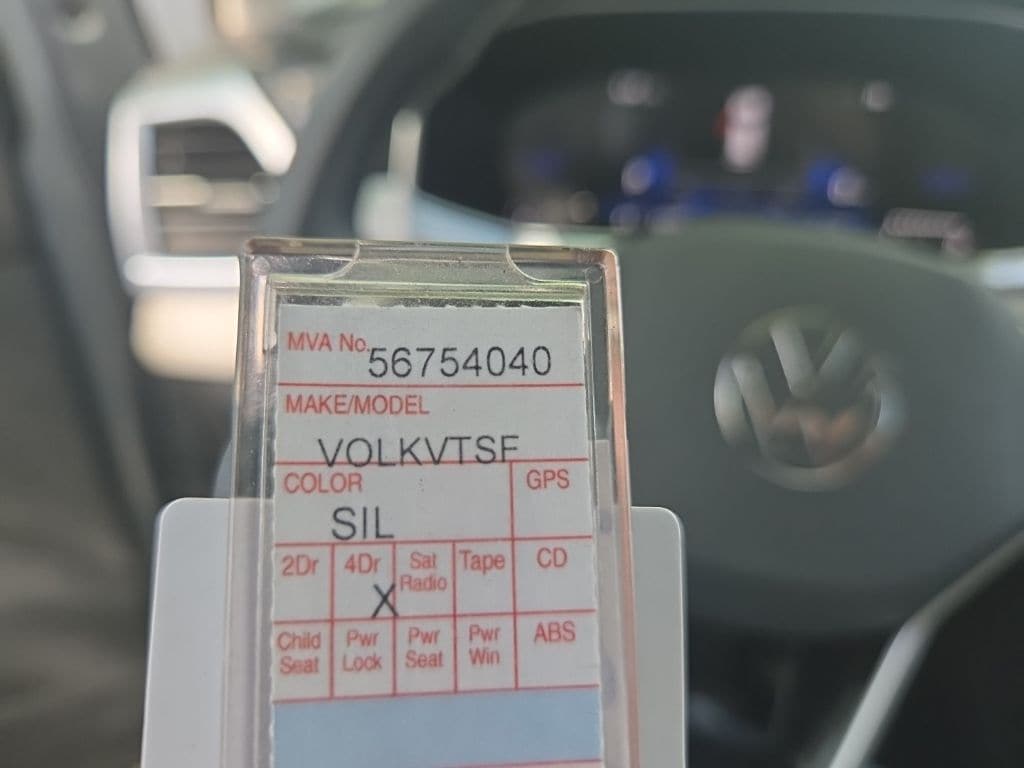 MVA No. 56754040
MAKE/MODEL
VOLKVTSF
COLOR GPS
SIL
2Dr 4Dr Sat Radio Tape CD
X
Child Seat Pwr Lock Pwr Seat Pwr Win ABS